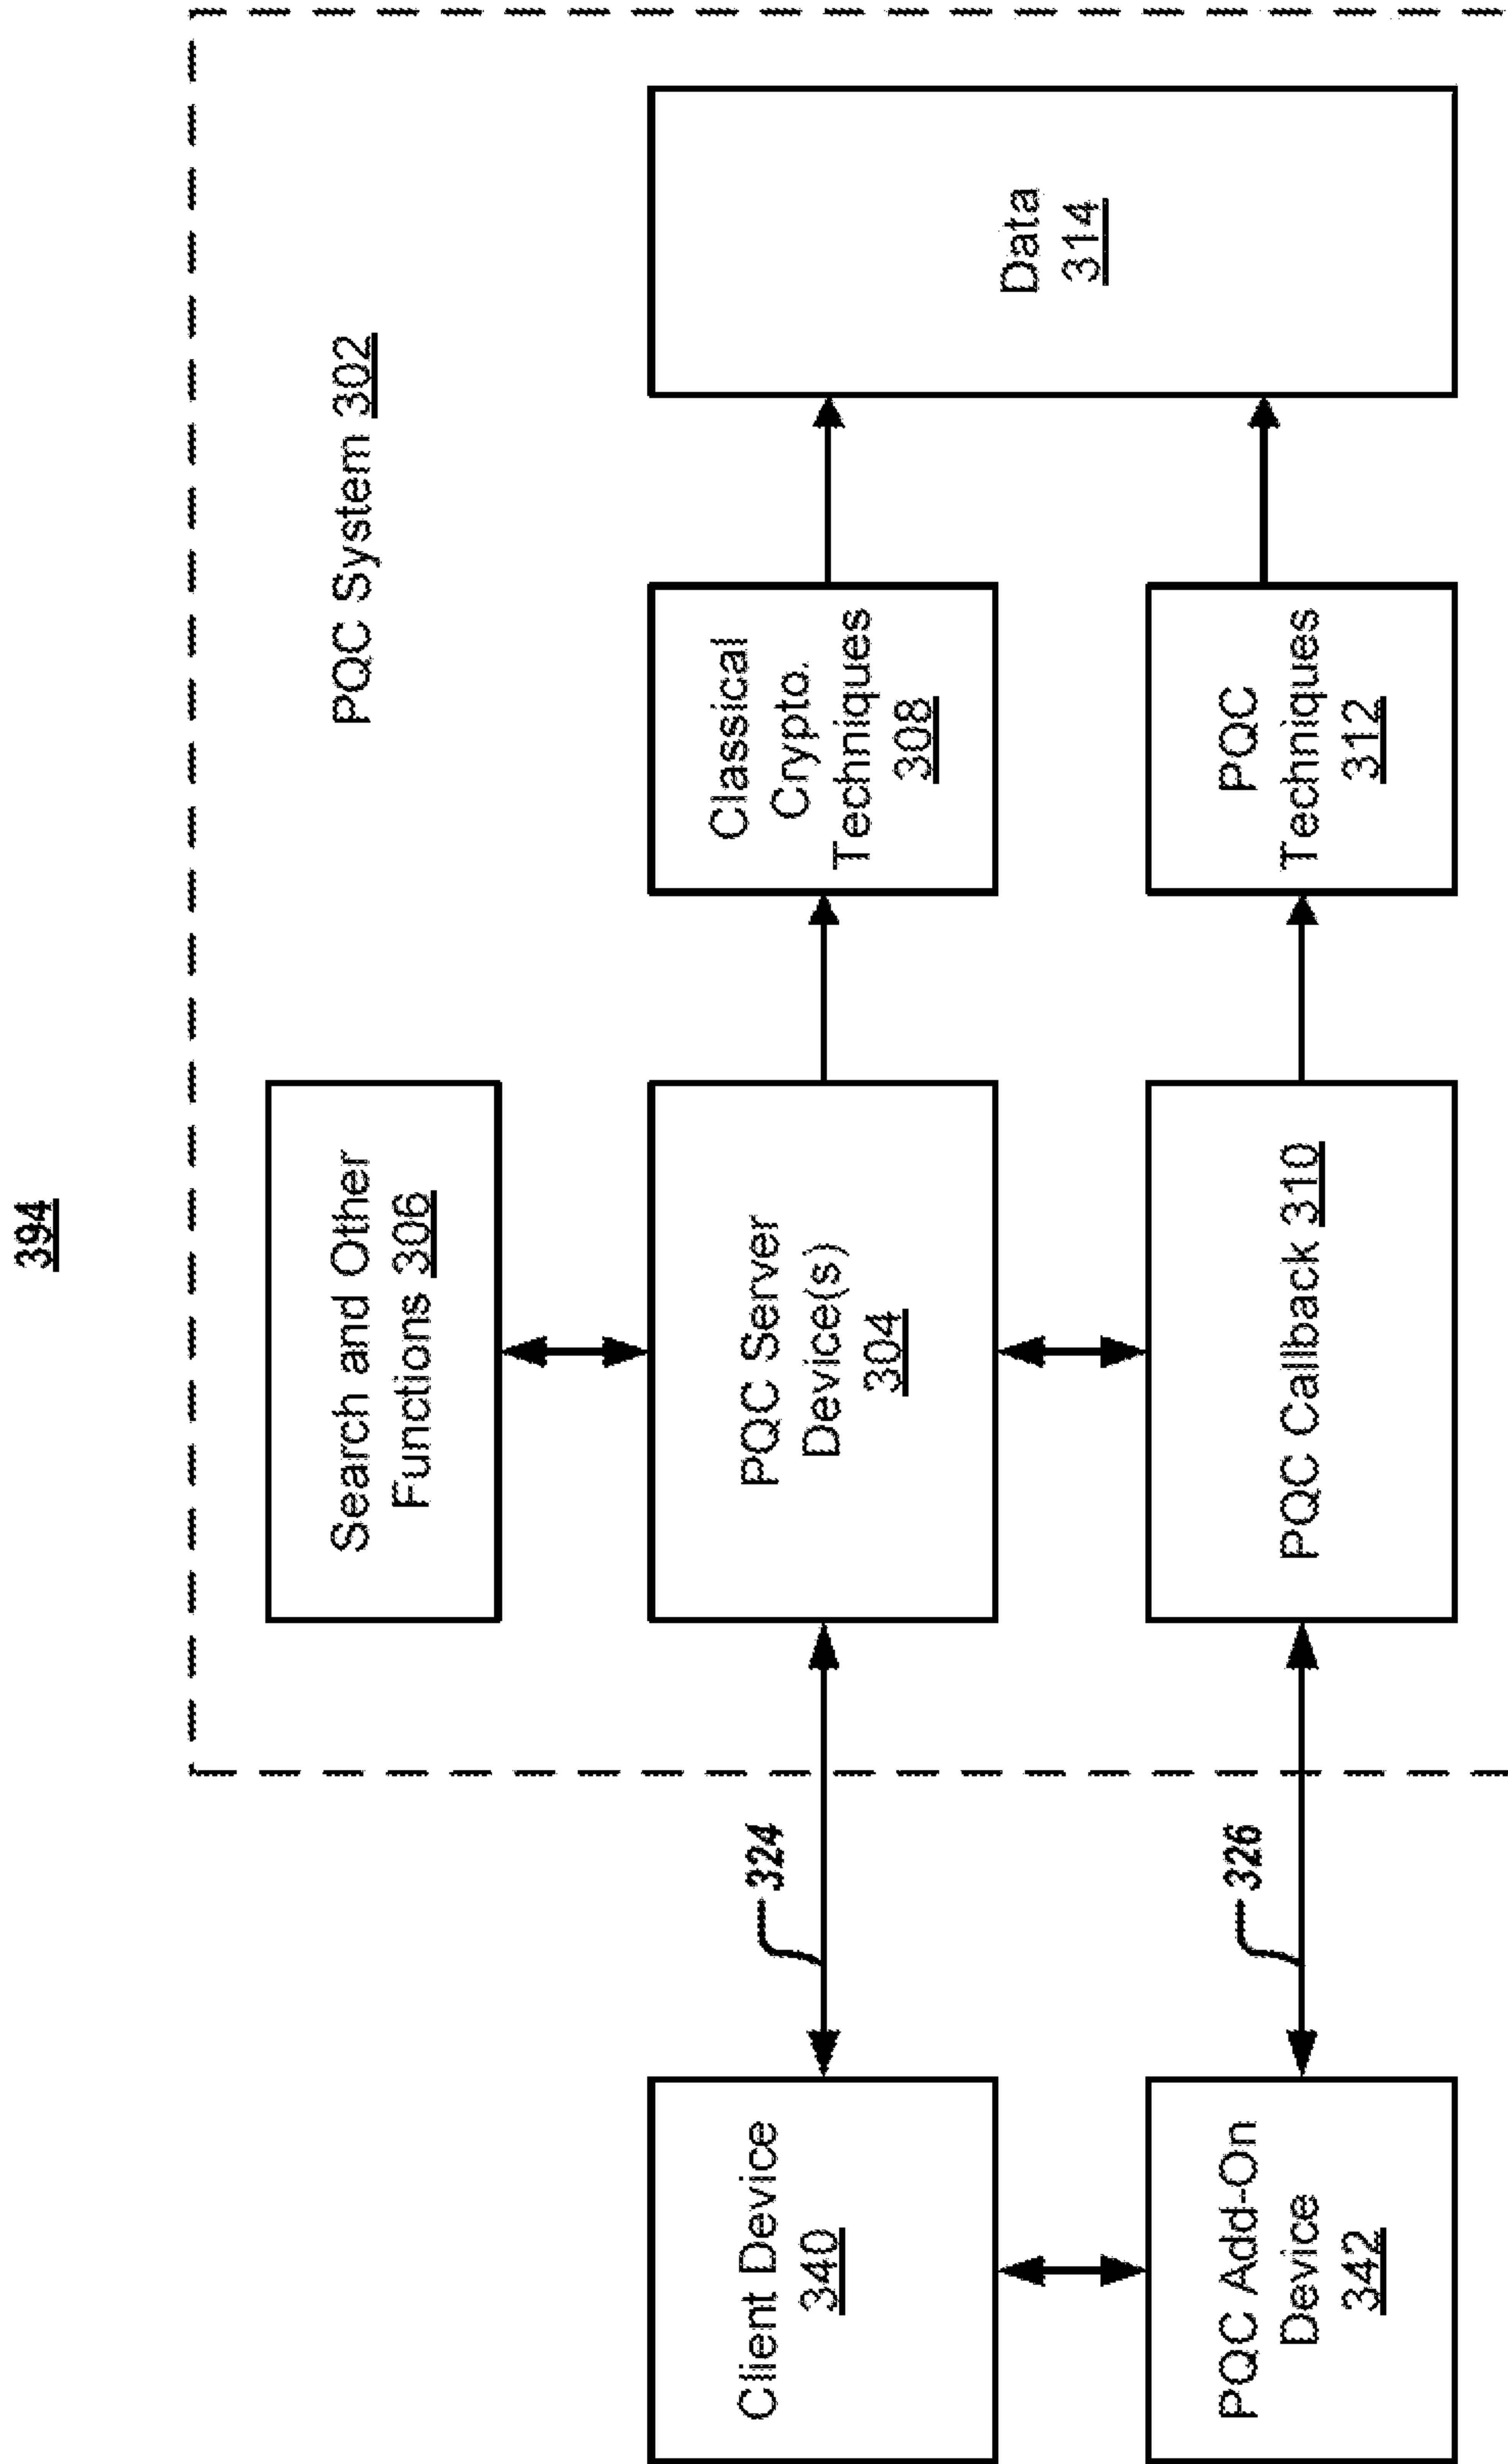 394
PQC System 302
Search and Other
Functions 306
Client Device
340
324
PQC Server
Device(s)
304
Classical
Crypto.
Techniques
308
Data
314
PQC Add-On
Device
342
326
PQC Callback 310
PQC
Techniques
312